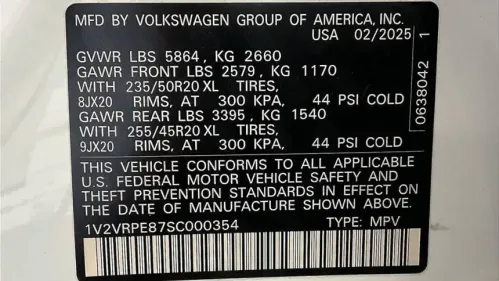 MFD BY VOLKSWAGEN GROUP OF AMERICA, INC.
USA 02/2025
GVWR LBS 5864, KG 2660
GAWR FRONT LBS 2579, KG 1170
WITH 235/50R20 XL TIRES,
8JX20 RIMS, AT 300 KPA, 44 PSI COLD
GAWR REAR LBS 3395, KG 1540
WITH 255/45R20 XL TIRES,
9JX20 RIMS, AT 300 KPA, 44 PSI COLD
THIS VEHICLE CONFORMS TO ALL APPLICABLE
U.S. FEDERAL MOTOR VEHICLE SAFETY AND
THEFT PREVENTION STANDARDS IN EFFECT ON
THE DATE OF MANUFACTURE SHOWN ABOVE.
1V2VRPE87SC000354 TYPE: MPV
0638042 1